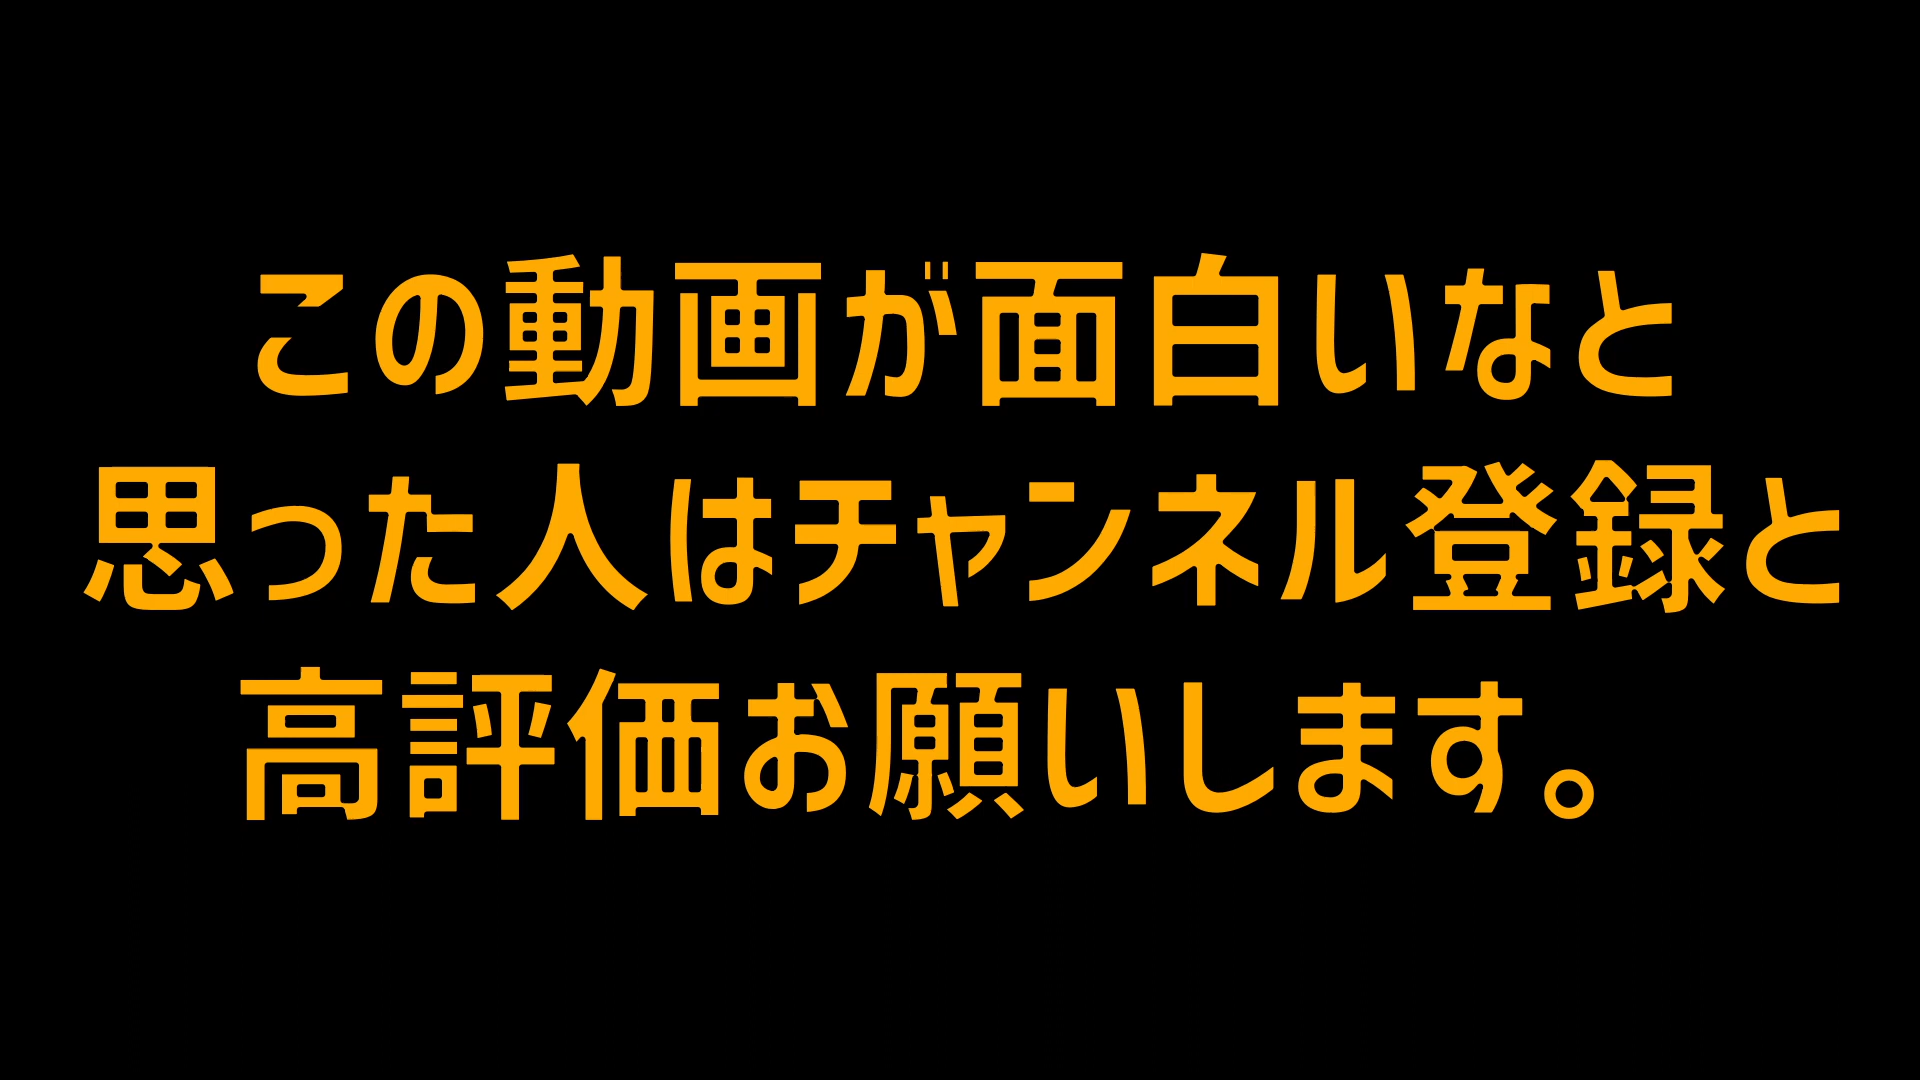 この動画が面白いなと
思った人はチャンネル登録と
高評価お願いします。